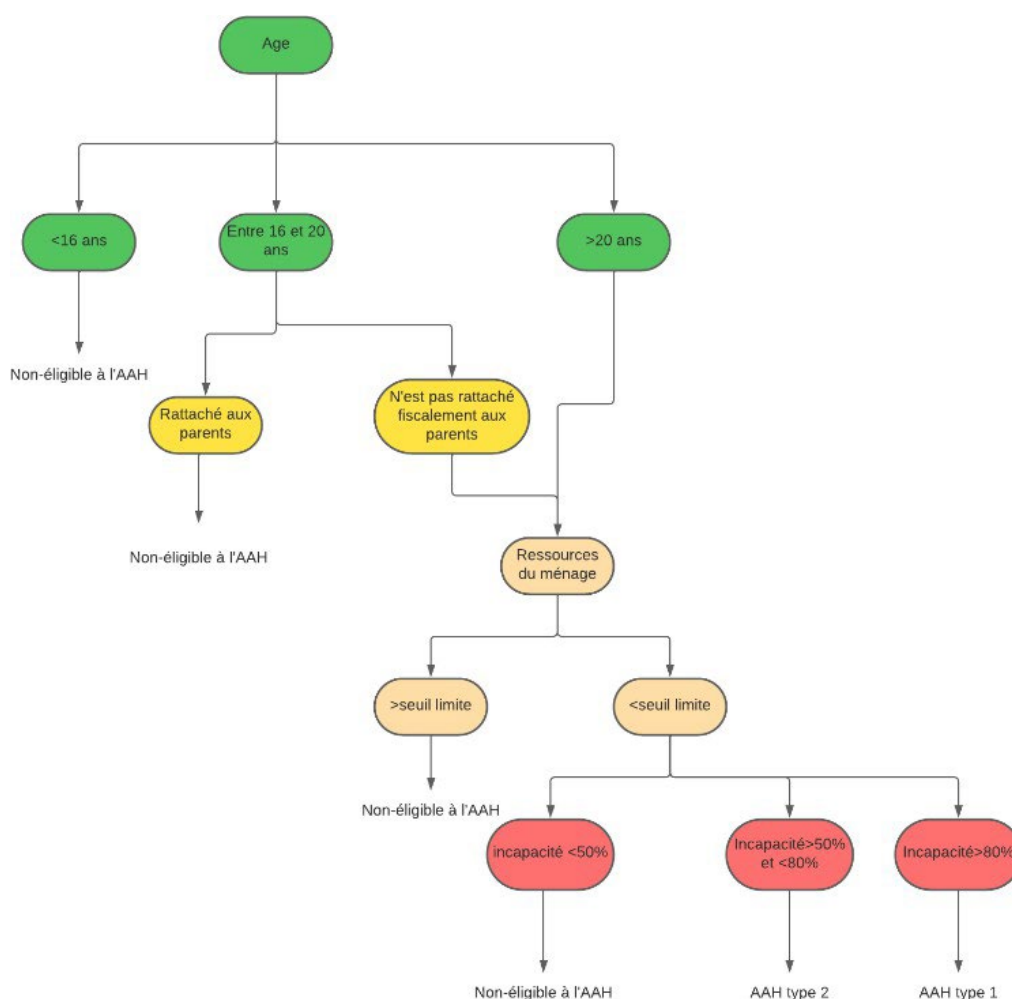 Age
<16 ans
Entre 16 et 20
ans
>20 ans
Non-éligible à l'AAH
Rattaché aux
parents
N'est pas rattaché
fiscalement aux
parents
Non-éligible à l'AAH
Ressources
du ménage
>seuil limite
<seuil limite
Non-éligible à l'AAH
incapacité <50%
Incapacité>50%
et <80%
Incapacité>80%
Non-éligible à l'AAH
AAH type 2
AAH type 1